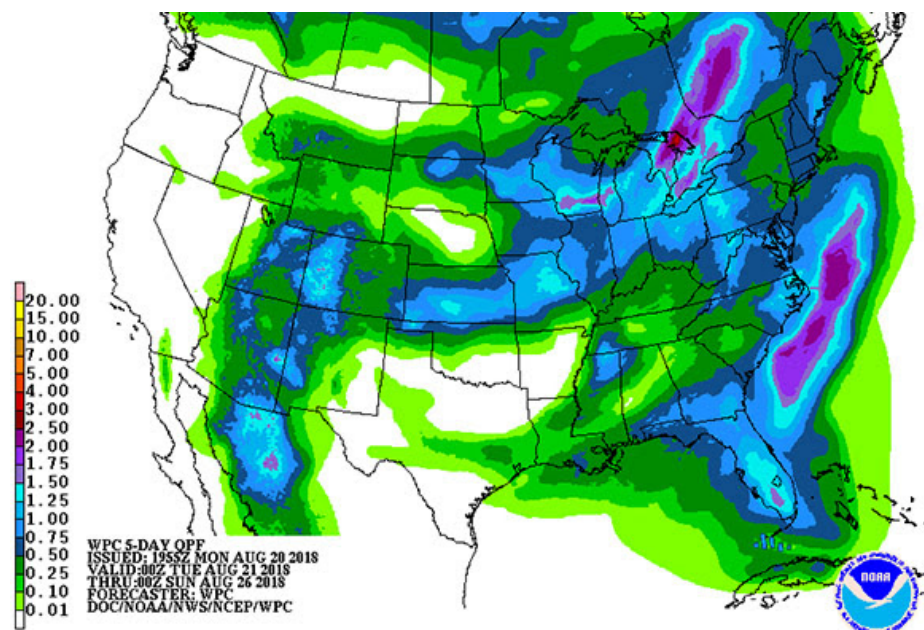 20.00
15.00
10.00
7.00
5.00
4.00
3.00
2.50
2.00
1.75
1.50
1.25
1.00
0.75
0.50
0.25
0.10
0.01
WPC 5-DAY QPF
ISSUED: 1955Z MON AUG 20 2018
VALID:00Z TUE AUG 21 2018
THRU:00Z SUN AUG 26 2018
FORECASTER: WPC
DOC/NOAA/NWS/NCEP/WPC
NOAA